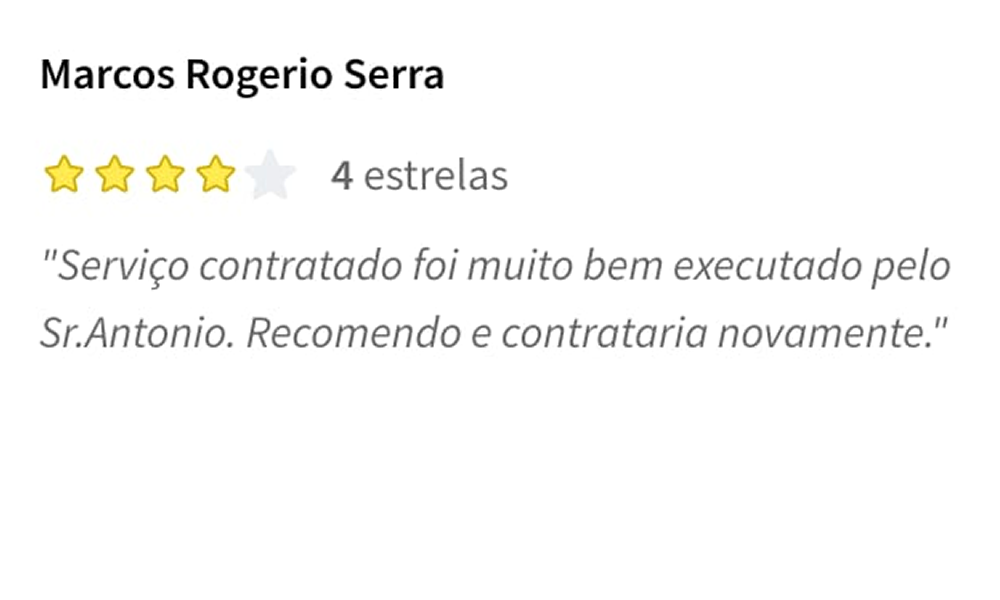 Marcos Rogerio Serra
4 estrelas
"Serviço contratado foi muito bem executado pelo
Sr.Antonio. Recomendo e contrataria novamente."